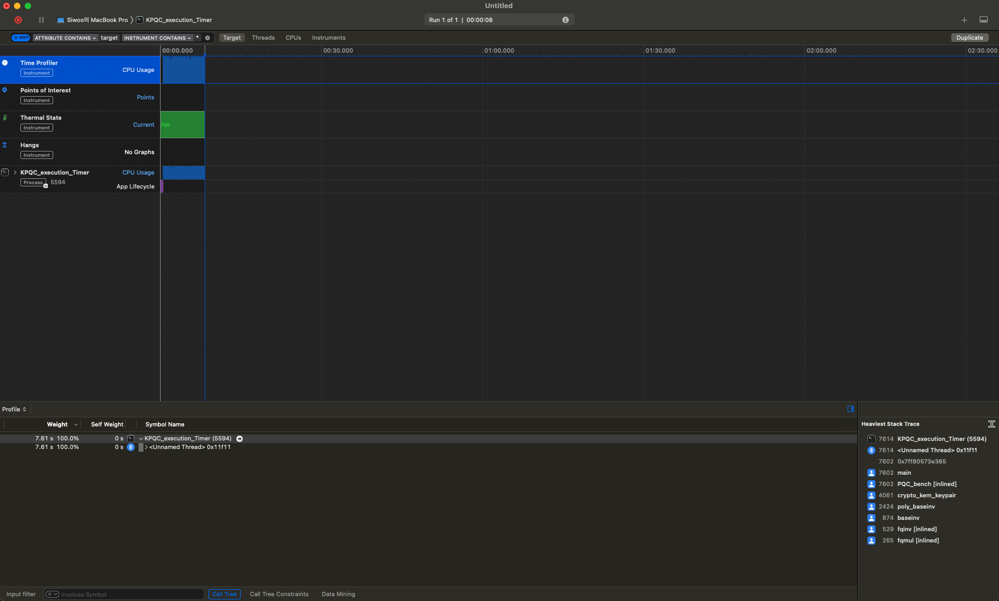 Untitled
Siwoo의 MacBook Pro 〉 KPQC_execution_Timer
Run 1 of 1 | 00:00:08
ANY ATTRIBUTE CONTAINS target INSTRUMENT CONTAINS * Target Threads CPUs Instruments Duplicate
00:00.000 00:30.000 01:00.000 01:30.000 02:00.000 02:30.000
Time Profiler
Instrument
CPU Usage
Points of Interest
Instrument
Points
Thermal State
Instrument
Current
Fair
Hangs
Instrument
No Graphs
KPQC_execution_Timer CPU Usage
Process 5594
App Lifecycle
Profile
Weight Self Weight Symbol Name
7.61 s 100.0% 0 s KPQC_execution_Timer (5594)
7.61 s 100.0% 0 s <Unnamed Thread> 0x11f11
Heaviest Stack Trace
7614 KPQC_execution_Timer (5594)
7614 <Unnamed Thread> 0x11f11
7602 0x7ff80573e365
7602 main
7602 PQC_bench [inlined]
4061 crypto_kem_keypair
2424 poly_baseinv
874 baseinv
529 fqinv [inlined]
265 fqmul [inlined]
Input filter Involves Symbol Call Tree Call Tree Constraints Data Mining